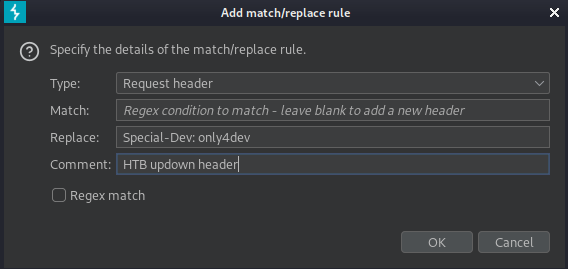 Add match/replace rule
Specify the details of the match/replace rule.
Type: Request header
Match: Regex condition to match - leave blank to add a new header
Replace: Special-Dev: only4dev
Comment: HTB updown header
Regex match
OK Cancel